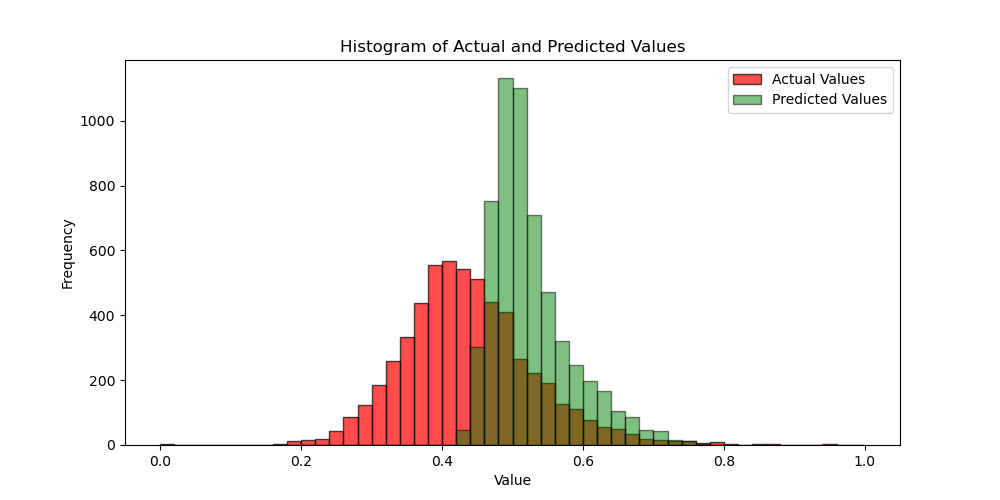 Histogram of Actual and Predicted Values
Actual Values
Predicted Values
1000
800
600
400
200
0
Frequency
0.0 0.2 0.4 0.6 0.8 1.0
Value